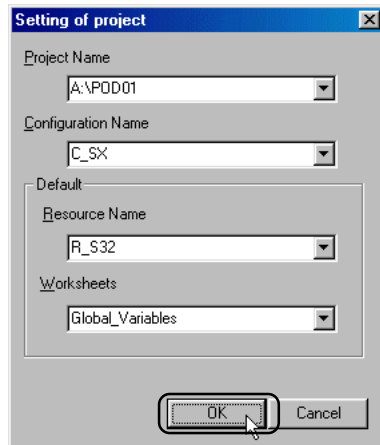 Setting of project
Project Name
A:\POD01
Configuration Name
C_SX
Default
Resource Name
R_S32
Worksheets
Global_Variables
OK Cancel